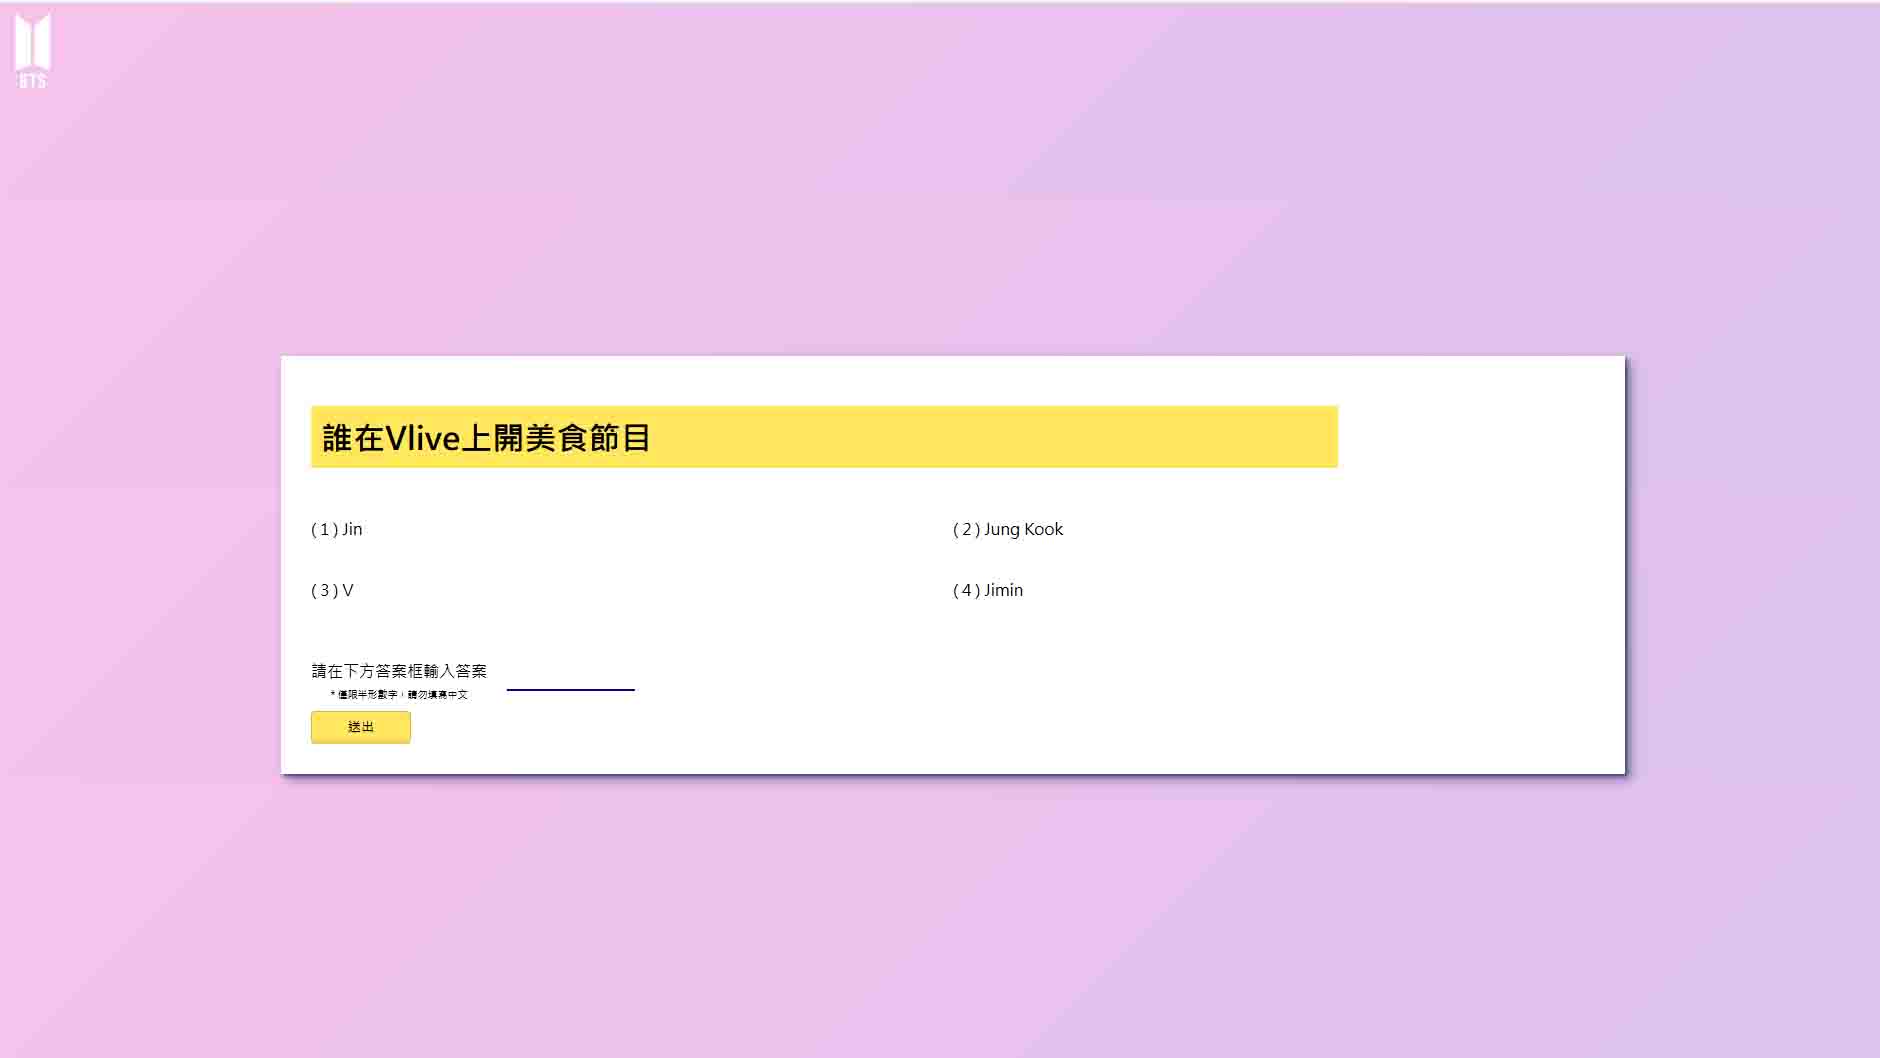 BTS
誰在Vlive上開美食節目
( 1 ) Jin
( 2 ) Jung Kook
( 3 ) V
( 4 ) Jimin
請在下方答案框輸入答案
* 僅限半形數字，請勿填寫中文
送出